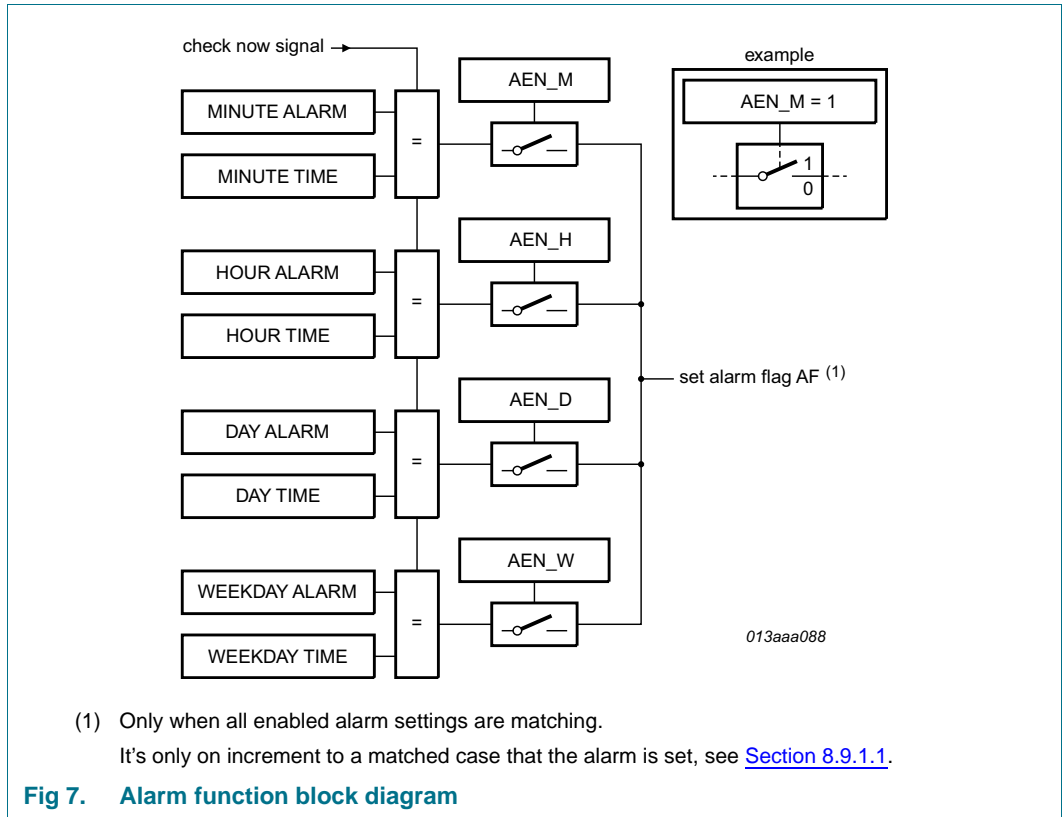 check now signal
example
AEN_M
AEN_M = 1
MINUTE ALARM
=
1
0
MINUTE TIME
AEN_H
HOUR ALARM
=
HOUR TIME
set alarm flag AF (1)
AEN_D
DAY ALARM
=
DAY TIME
AEN_W
WEEKDAY ALARM
=
013aaa088
WEEKDAY TIME
(1) Only when all enabled alarm settings are matching.
It's only on increment to a matched case that the alarm is set, see Section 8.9.1.1.
Fig 7. Alarm function block diagram